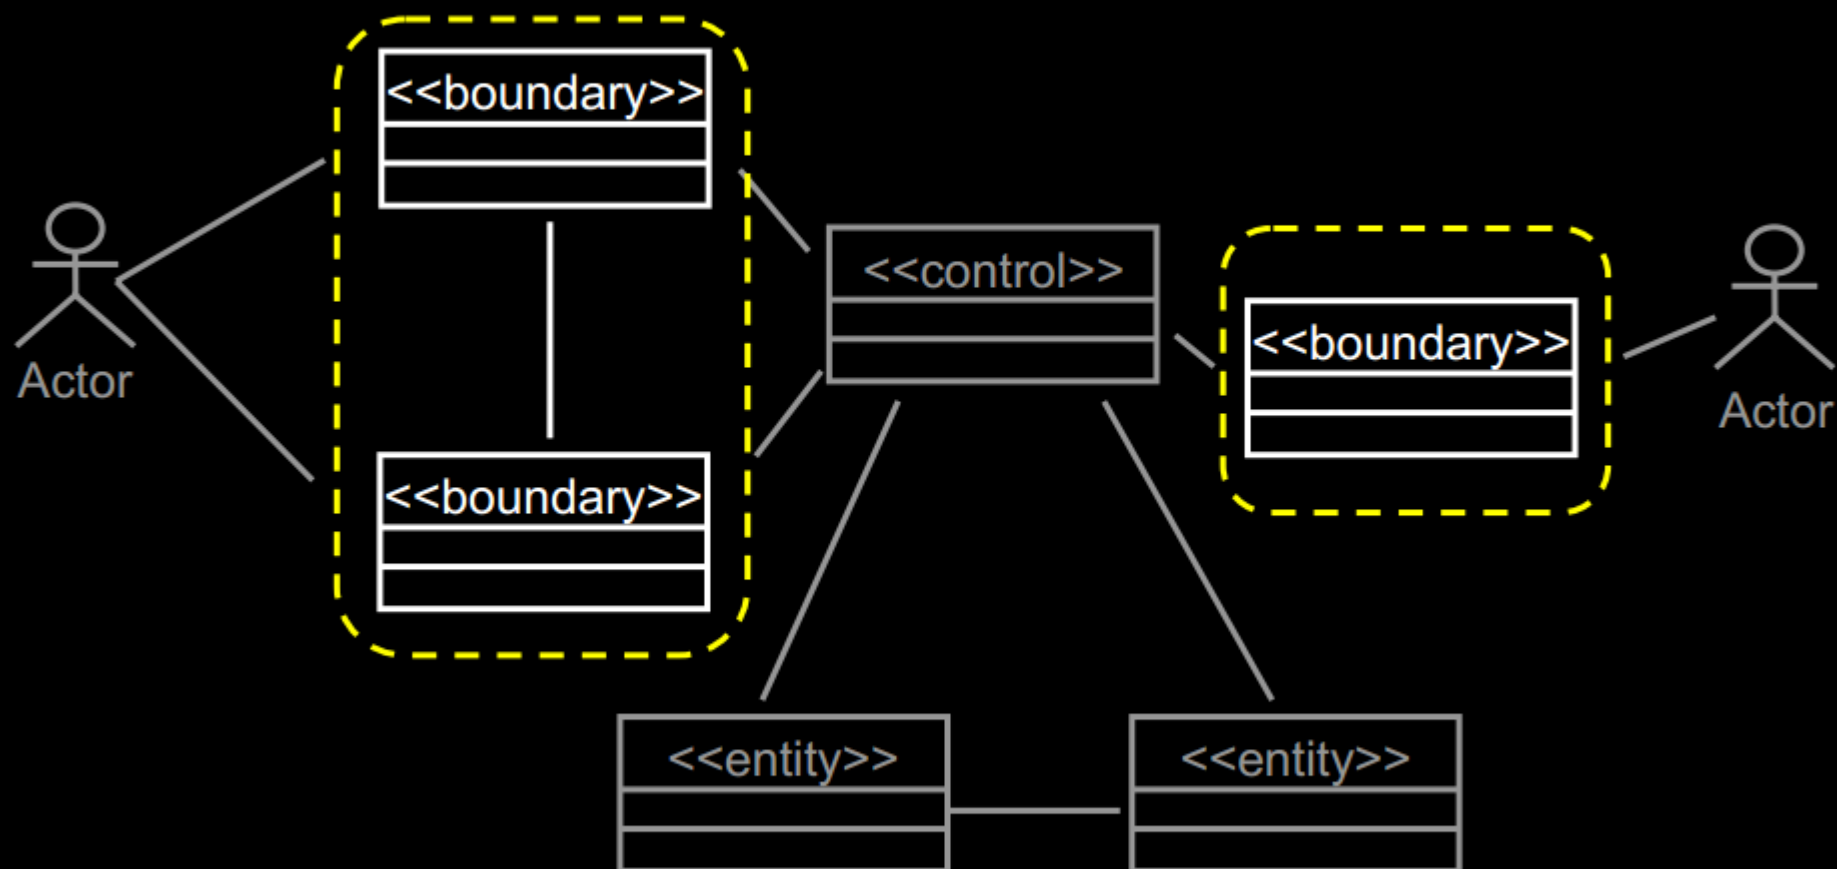 <<boundary>>
<<control>>
<<boundary>>
Actor
Actor
<<boundary>>
<<entity>>
<<entity>>